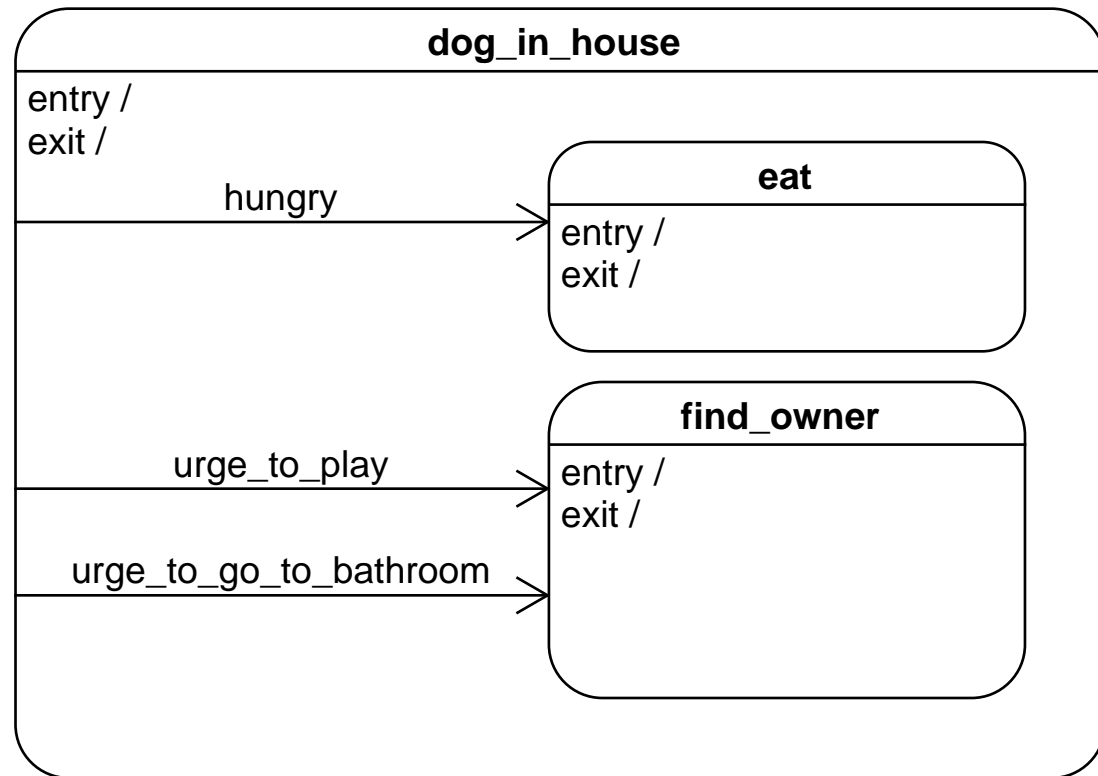 dog_in_house
entry /
exit /
hungry
eat
entry /
exit /
urge_to_play
urge_to_go_to_bathroom
find_owner
entry /
exit /